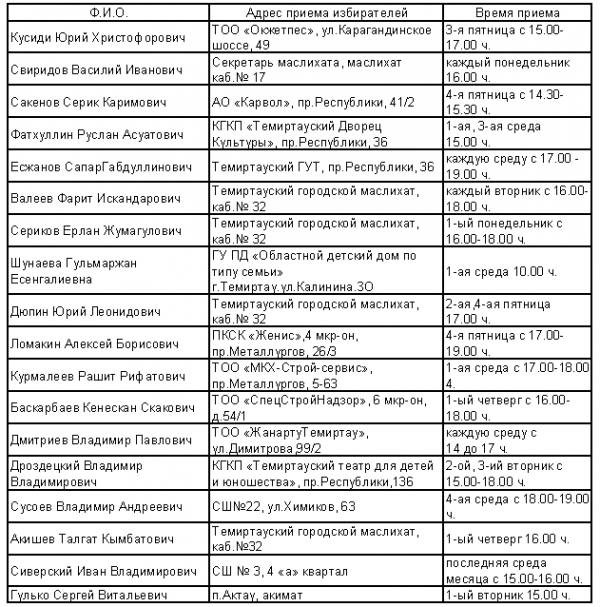 Ф.И.О. Адрес приема избирателей Время приема
Кусиди Юрий Христофорович ТОО «Окжетпес», ул.Карагандинское шоссе, 49 3-я пятница с 15.00-17.00 ч.
Свиридов Василий Иванович Секретарь маслихата, маслихат каб.№ 17 каждый понедельник 16.00 ч.
Сакенов Серик Каримович АО «Карвол», пр.Республики, 41/2 4-я пятница с 14.30-15.30 ч.
Фатхуллин Руслан Асуатович КГКП «Темиртауский Дворец Культуры», пр.Республики, 36 1-ая, 3-ая среда 15.00 ч.
Есжанов СапарГабдуллинович Темиртауский ГУТ, пр.Республики, 36 каждую среду с 17.00 - 19.00 ч.
Валеев Фарит Искандарович Темиртауский городской маслихат, каб.№ 32 каждый вторник с 16.00-18.00 ч.
Сериков Ерлан Жумагулович Темиртауский городской маслихат, каб.№ 32 1-ый понедельник с 16.00-18.00 ч.
Шунаева Гульмаржан Есенгалиевна ГУ ПД «Областной детский дом по типу семьи» г.Темиртау.ул.Калинина.3О 1-ая среда 10.00 ч.
Дюпин Юрий Леонидович Темиртауский городской маслихат, каб.№ 32 2-ая,4-ая пятница 17.00 ч.
Ломакин Алексей Борисович ПКСК «Женис»,4 мкр-он, пр.Металлургов, 26/3 4-я пятница с 17.00-19.00 ч.
Курмалеев Рашит Рифатович ТОО «МКХ-Строй-сервис», пр.Металлургов, 5-63 1-ая среда с 17.00-18.00 4.
Баскарбаев Кенескан Скакович ТОО «СпецСтройНадзор», 6 мкр-он, д.54/1 1-ый четверг с 16.00-18.00 ч.
Дмитриев Владимир Павлович ТОО «ЖанартуТемиртау», ул.Димитрова,99/2 каждую среду с 14 до 17 ч.
Дроздецкий Владимир Владимирович КГКП «Темиртауский театр для детей и юношества», пр.Республики,136 2-ой, 3-ий вторник с 15.00-18.00 ч.
Сусоев Владимир Андреевич СШ№22, ул.Химиков, 63 4-ая среда с 18.00-19.00 ч.
Акишев Талгат Кымбатович Темиртауский городской маслихат, каб.№32 1-ый четверг 16.00 ч.
Сиверский Иван Владимирович СШ № 3, 4 «а» квартал последняя среда месяца с 15.00-16.00 ч.
Гулько Сергей Витальевич п.Актау, акимат 1-ый вторник 15.00 ч.